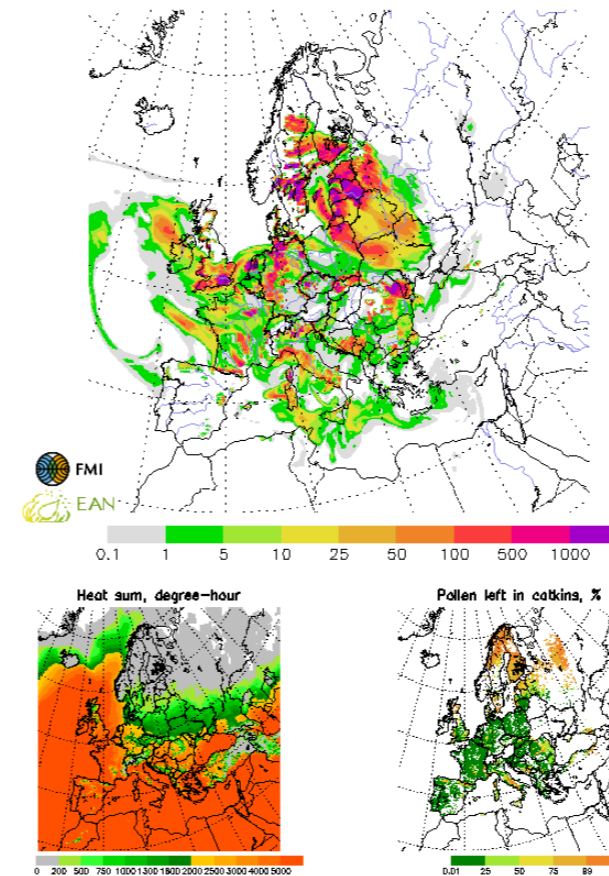 FMI
EAN
0.1 1 5 10 25 50 100 500 1000
Heat sum, degree-hour
Pollen left in catkins, %
0 200 500 750 1000 1300 1600 2000 2500 3000 4000 5000
0.01 25 50 75 89